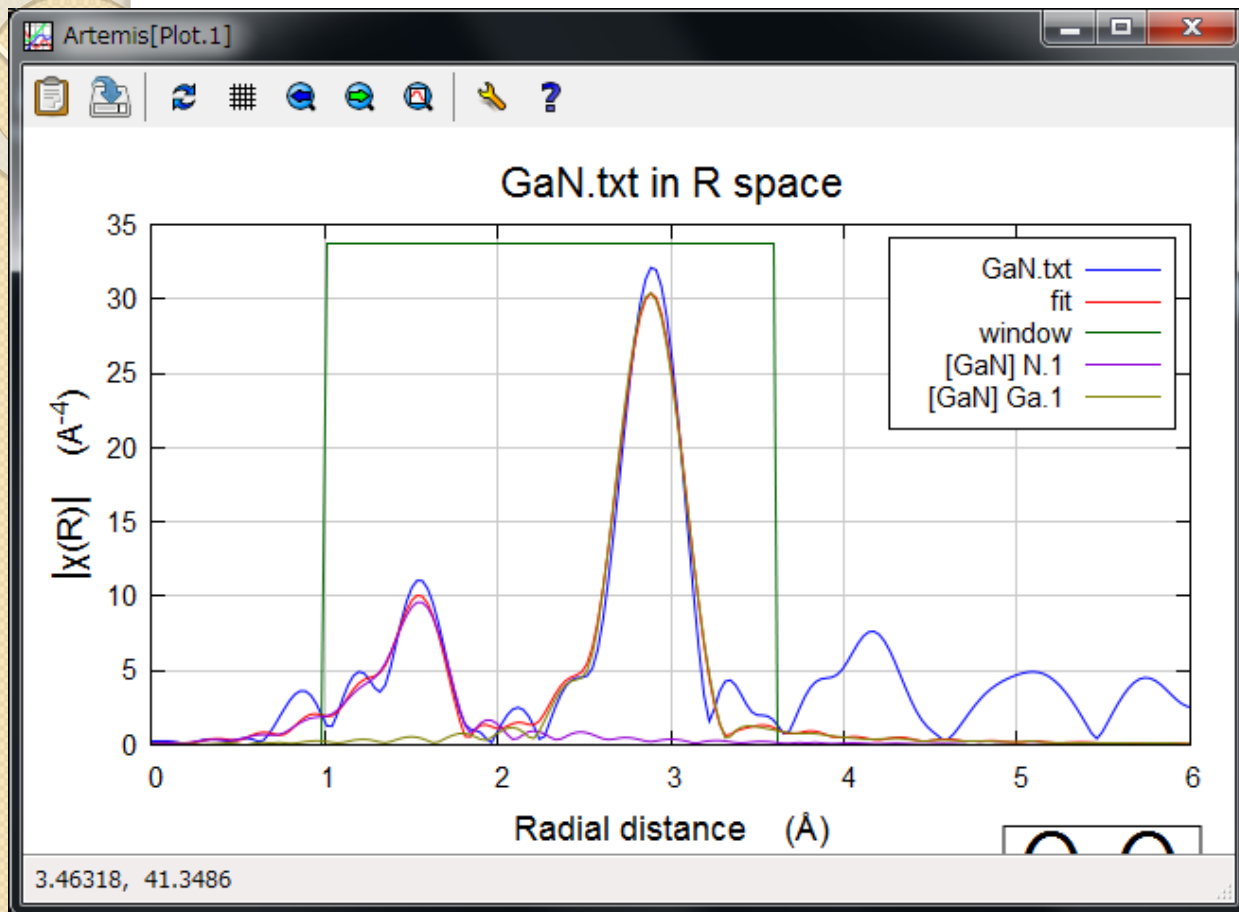 Artemis[Plot.1]
?
GaN.txt in R space
35
30
25
20
15
10
5
0
|χ(R)| (A⁻⁴)
GaN.txt
fit
window
[GaN] N.1
[GaN] Ga.1
0 1 2 3 4 5 6
Radial distance (Å)
3.46318, 41.3486